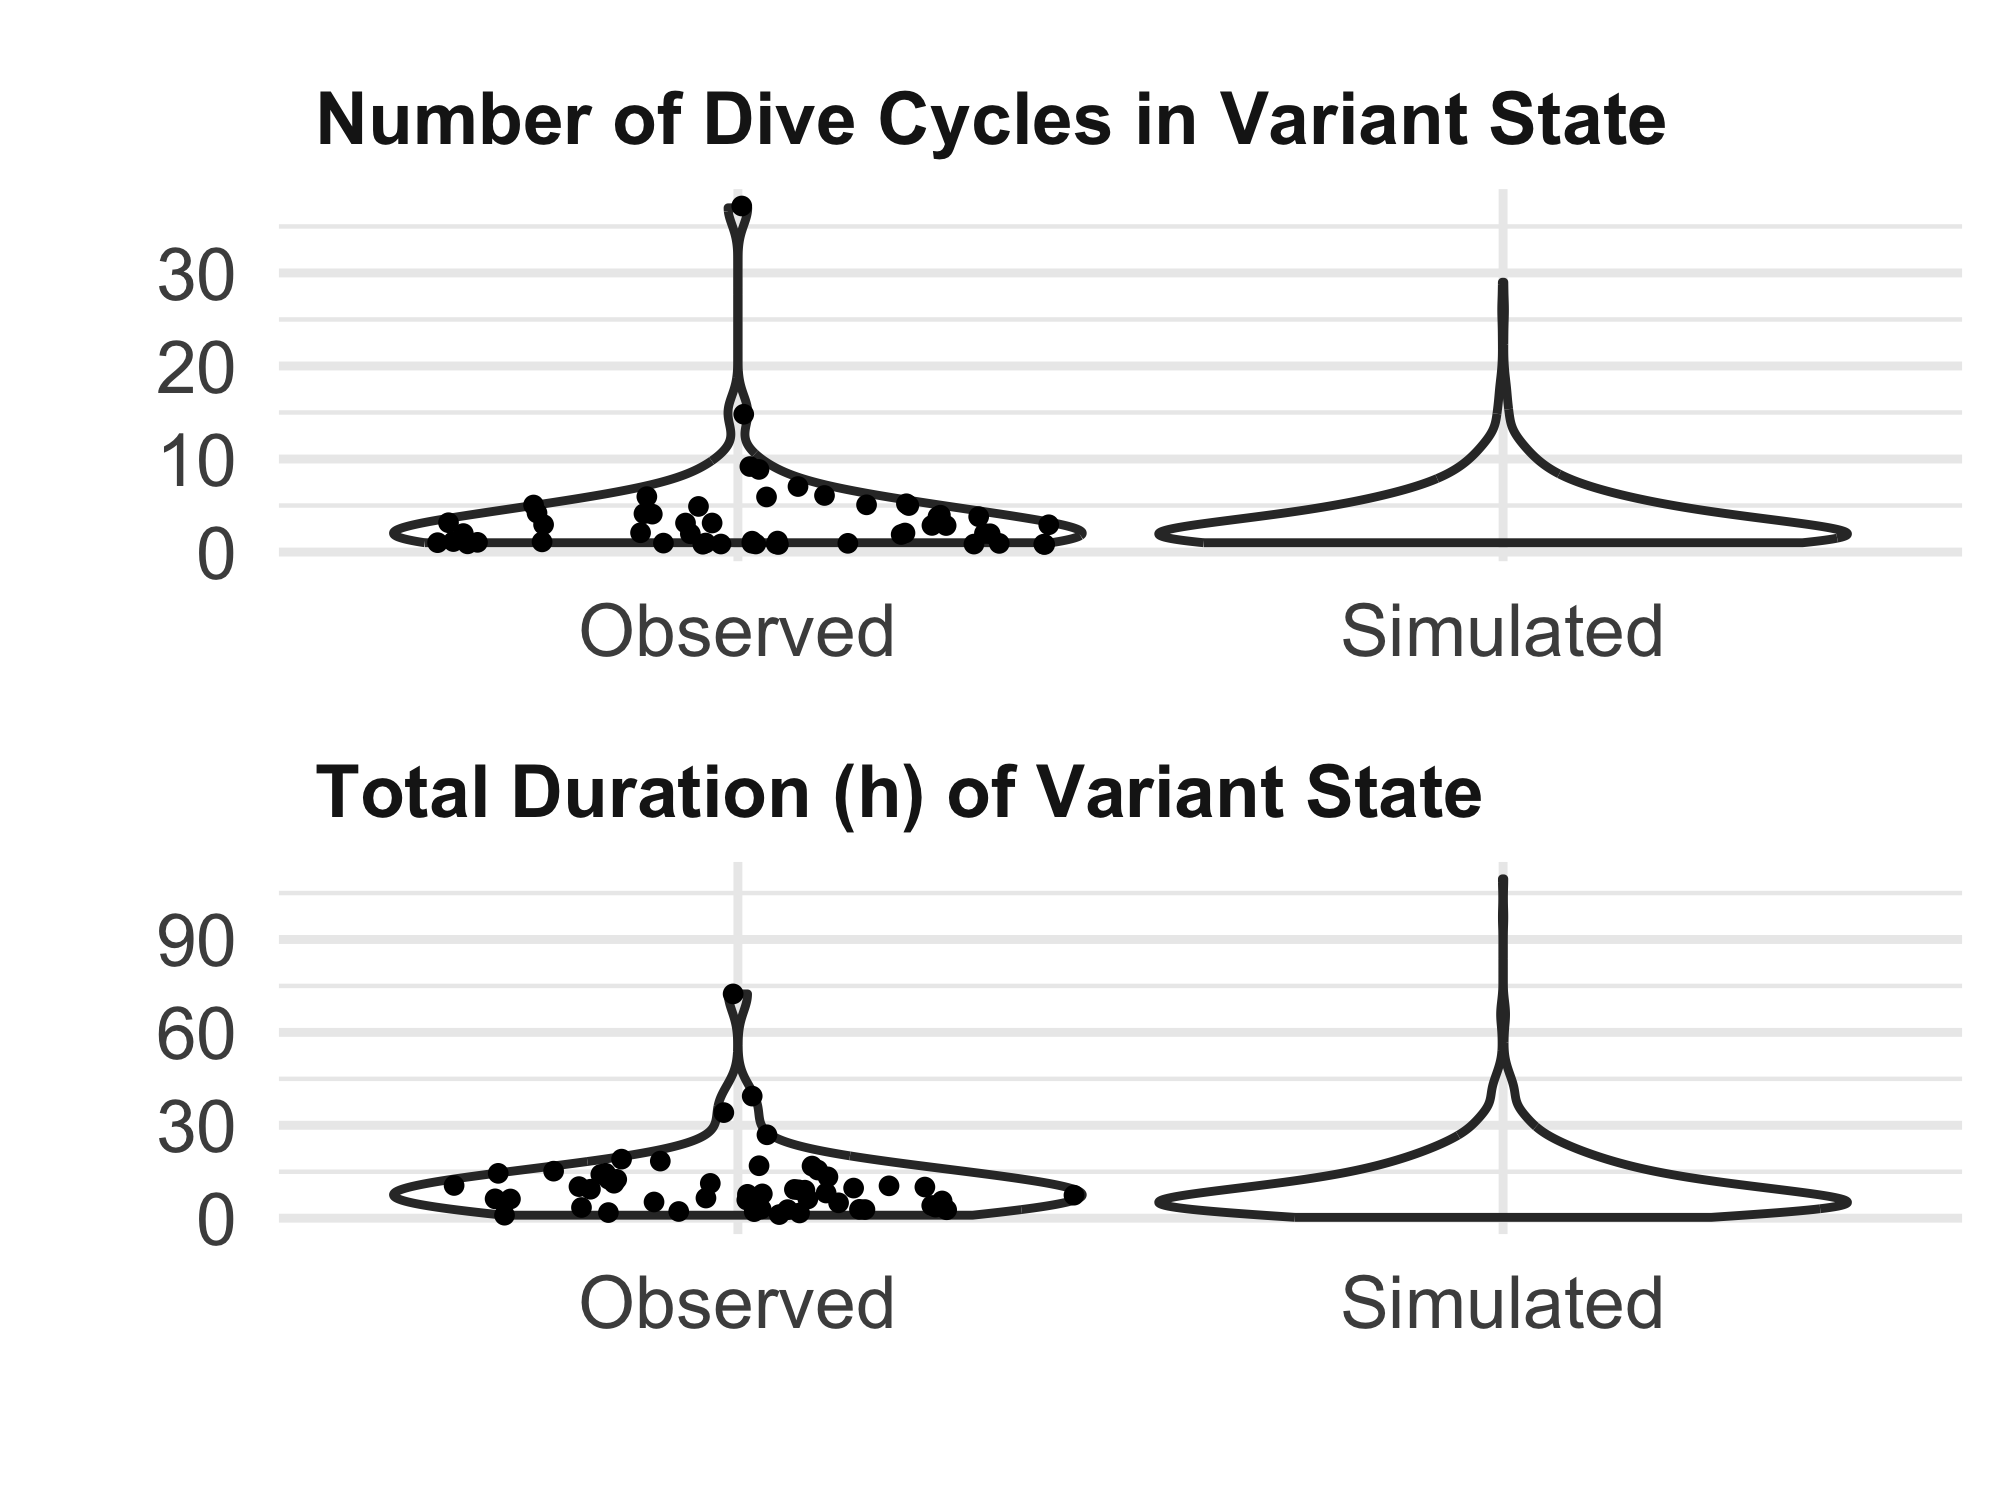 Number of Dive Cycles in Variant State
30
20
10
0
Observed Simulated
Total Duration (h) of Variant State
90
60
30
0
Observed Simulated